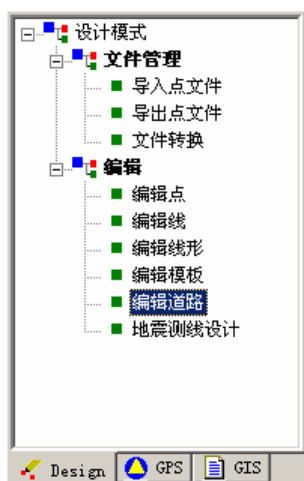 设计模式
文件管理
导入点文件
导出点文件
文件转换
编辑
编辑点
编辑线
编辑线形
编辑模板
编辑道路
地震测线设计
Design GPS GIS